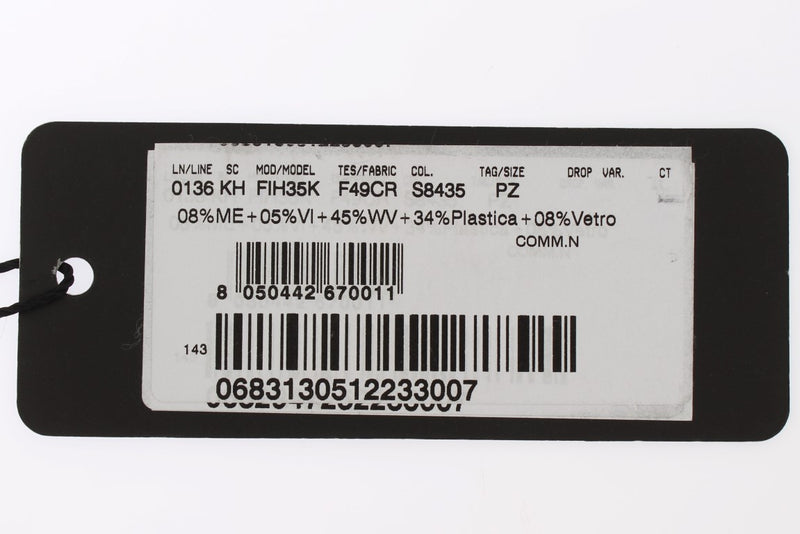 LN/LINE SC MOD/MODEL TES/FABRIC COL. TAG/SIZE DROP VAR. CT
0136 KH FIH35K F49CR S8435 PZ
08%ME+05%VI+45%WV+34%Plastica+08%Vetro
COMM.N
8 050442 670011
143
0683130512233007